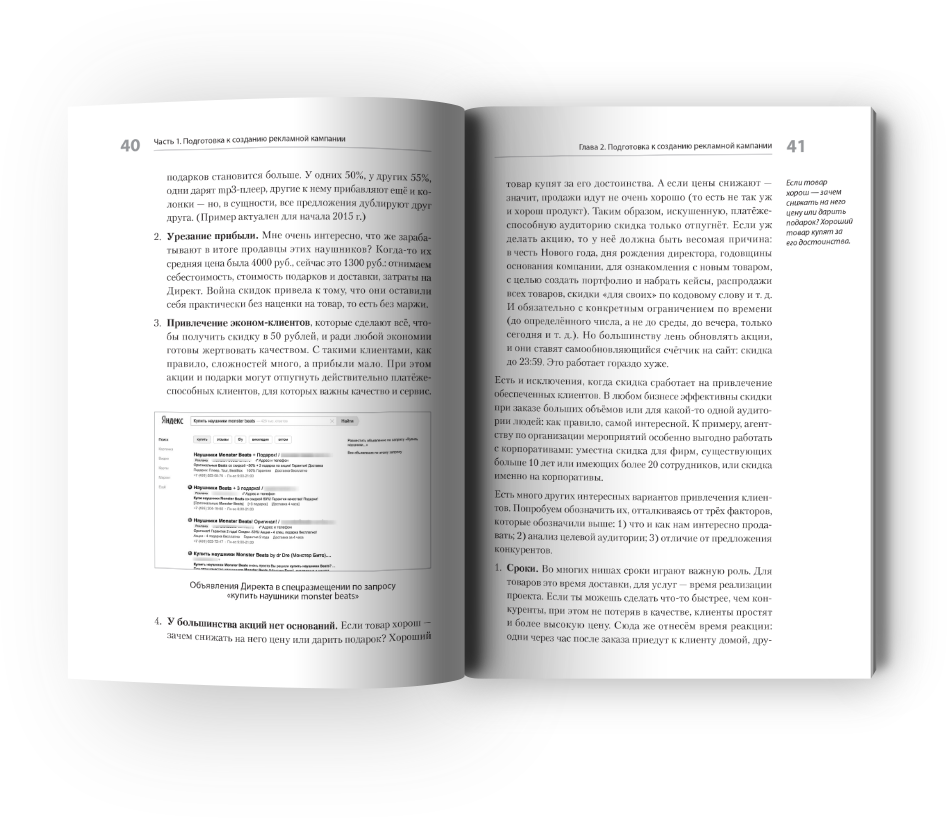 40
Часть 1. Подготовка к созданию рекламной кампании
подарков становится больше. У одних 50%, у других 55%,
одни дарят mp3-плеер, другие к нему прибавляют ещё и ко-
лонки — но, в сущности, все предложения дублируют друг
друга. (Пример актуален для начала 2015 г.)
2. Урезание прибыли. Мне очень интересно, что же зараба-
тывают в итоге продавцы этих наушников? Когда-то их
средняя цена была 4000 руб., сейчас это 1300 руб.: отнимаем
себестоимость, стоимость подарков и доставки, затраты на
Директ. Война скидок привела к тому, что они оставили
себя практически без наценки на товар, то есть без маржи.
3. Привлечение эконом-клиентов, которые сделают всё, что-
бы получить скидку в 50 рублей, и ради любой экономии
готовы жертвовать качеством. С такими клиентами, как
правило, сложностей много, а прибыли мало. При этом
акции и подарки могут отпугнуть действительно платёже-
способных клиентов, для которых важны качество и сервис.
Яндекс
Купить наушники monster beats
Найти
Поиск
купить
Наушники Monster Beats + Подарок! /
Наушники Beats + 3 подарка! /
Наушники Monster Beats! Оригинал! /
Купить наушники Monster Beats by dr Dre (Монстер Битс)...
Объявления Директа в спецразмещении по запросу
«купить наушники monster beats»
4. У большинства акций нет оснований. Если товар хорош —
зачем снижать на него цену или дарить подарок? Хороший
Глава 2. Подготовка к созданию рекламной кампании
41
товар купят за его достоинства. А если цены снижают —
значит, продажи идут не очень хорошо (то есть не так уж
и хорош продукт). Таким образом, искушенную, платёже-
способную аудиторию скидка только отпугнёт. Если уж
делать акцию, то у неё должна быть весомая причина:
в честь Нового года, дня рождения директора, годовщины
основания компании, для ознакомления с новым товаром,
с целью создать портфолио и набрать кейсы, распродажи
всех товаров, скидки «для своих» по кодовому слову и т. д.
И обязательно с конкретным ограничением по времени
(до определённого числа, а не до среды, до вечера, только
сегодня и т. д.). Но большинству лень обновлять акции,
и они ставят самообновляющийся счётчик на сайт: скидка
до 23:59. Это работает гораздо хуже.
Есть и исключения, когда скидка сработает на привлечение
обеспеченных клиентов. В любом бизнесе эффективны скидки
при заказе больших объёмов или для какой-то одной аудито-
рии людей: как правило, самой интересной. К примеру, агент-
ству по организации мероприятий особенно выгодно работать
с корпоративами: уместна скидка для фирм, существующих
больше 10 лет или имеющих более 20 сотрудников, или скидка
именно на корпоративы.
Есть много других интересных вариантов привлечения клиен-
тов. Попробуем обозначить их, отталкиваясь от трёх факторов,
которые обозначили выше: 1) что и как нам интересно прода-
вать; 2) анализ целевой аудитории; 3) отличие от предложения
конкурентов.
1. Сроки. Во многих нишах сроки играют важную роль. Для
товаров это время доставки, для услуг — время реализации
проекта. Если ты можешь сделать что-то быстрее, чем кон-
куренты, при этом не потеряв в качестве, клиенты простят
и более высокую цену. Сюда же отнесём время реакции:
одни через час после заказа приедут к клиенту домой, дру-
Если товар
хорош — зачем
снижать на него
цену или дарить
подарок? Хороший
товар купят за
его достоинства.